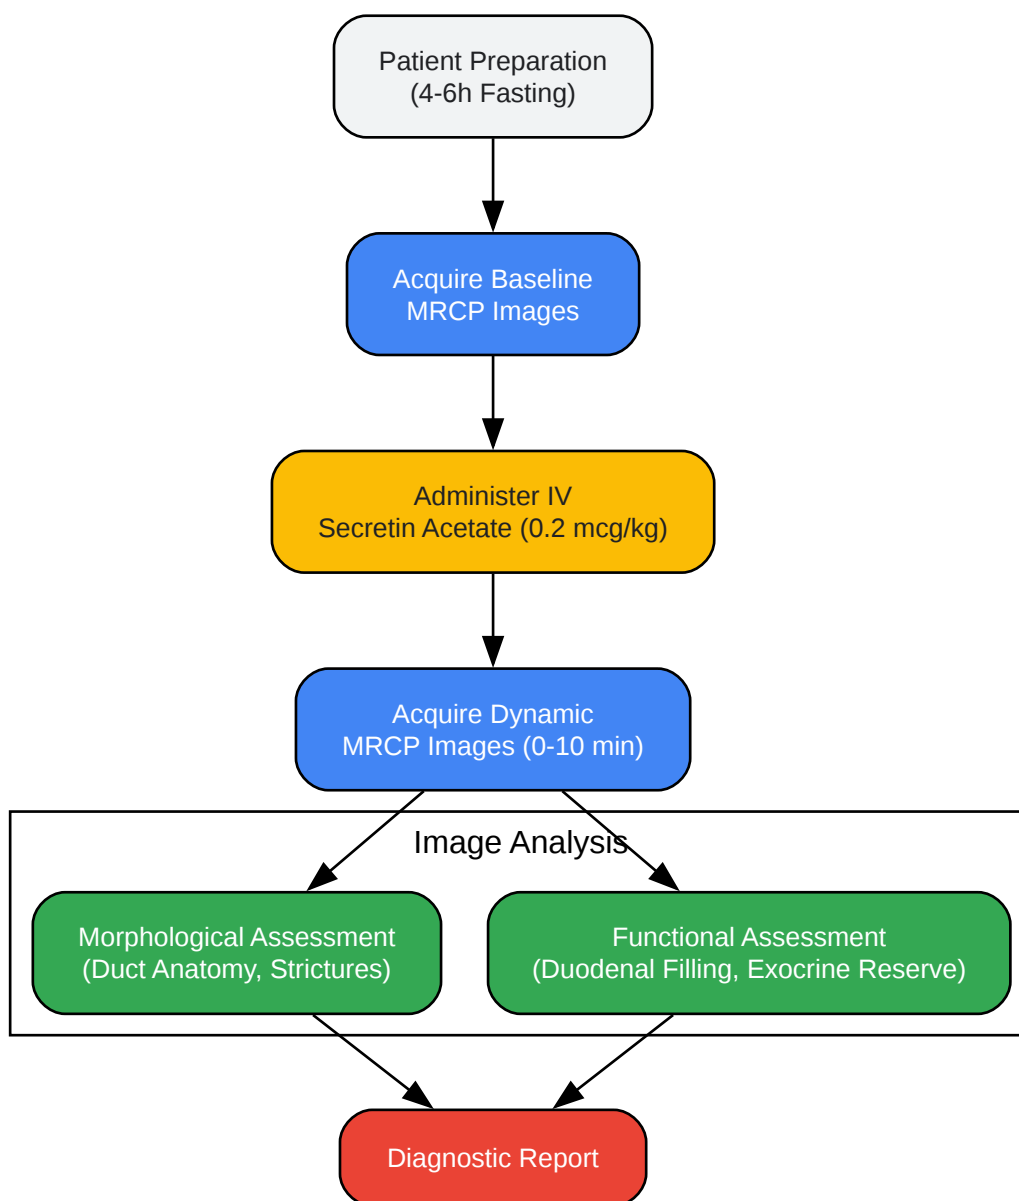 Patient Preparation
(4-6h Fasting)
Acquire Baseline
MRCP Images
Administer IV
Secretin Acetate (0.2 mcg/kg)
Acquire Dynamic
MRCP Images (0-10 min)
Image Analysis
Morphological Assessment
(Duct Anatomy, Strictures)
Functional Assessment
(Duodenal Filling, Exocrine Reserve)
Diagnostic Report